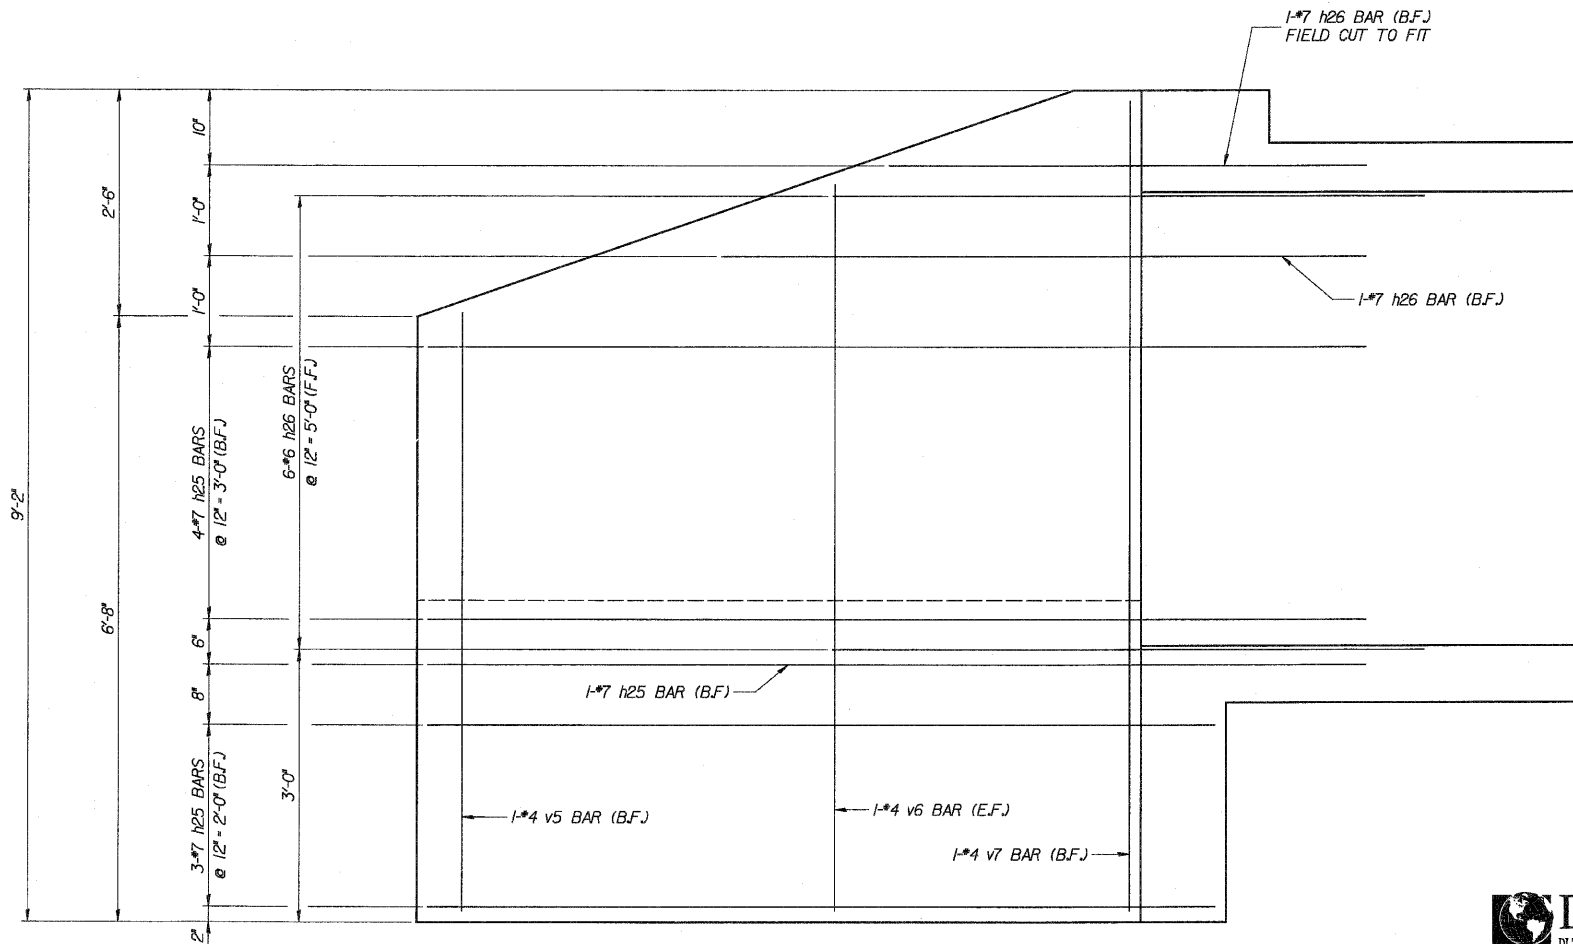 1-#7 h26 BAR (B.F.)
FIELD CUT TO FIT
10"
1'-0"
2'-6"
1'-0"
1-#7 h26 BAR (B.F.)
9'-2"
6'-8"
4-#7 h25 BARS
@ 12" = 3'-0" (B.F.)
6-#6 h26 BARS
@ 12" = 5'-0" (F.F.)
6"
8"
1-#7 h25 BAR (B.F.)
3-#7 h25 BARS
@ 12" = 2'-0" (B.F.)
3'-0"
1-#4 v5 BAR (B.F.)
1-#4 v6 BAR (E.F.)
1-#4 v7 BAR (B.F.)
2"